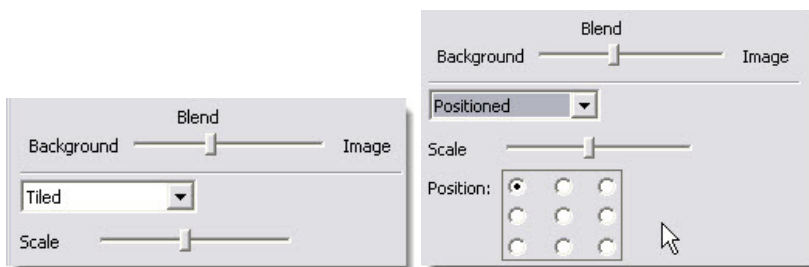 Blend
Background Image
Tiled
Scale
Blend
Background Image
Positioned
Scale
Position: